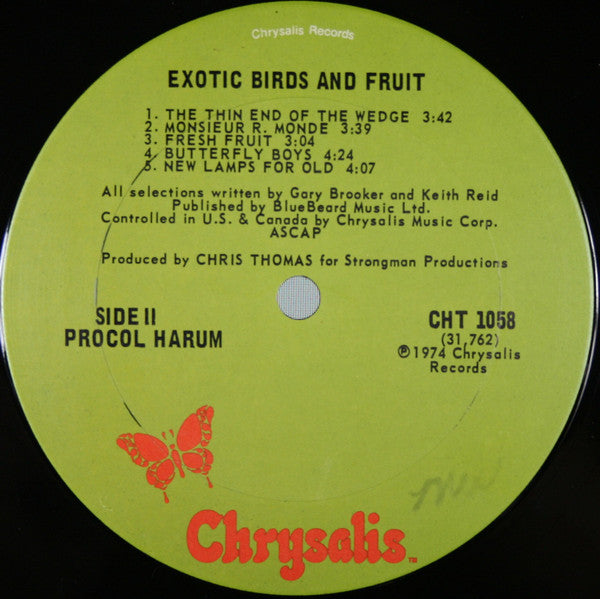 Chrysalis Records
EXOTIC BIRDS AND FRUIT
1. THE THIN END OF THE WEDGE 3:42
2. MONSIEUR R. MONDE 3:39
3. FRESH FRUIT 3:04
4. BUTTERFLY BOYS 4:24
5. NEW LAMPS FOR OLD 4:07
All selections written by Gary Brooker and Keith Reid
Published by BlueBeard Music Ltd.
Controlled in U.S. & Canada by Chrysalis Music Corp.
ASCAP
Produced by CHRIS THOMAS for Strongman Productions
SIDE II
PROCOL HARUM
CHT 1058
(31,762)
℗1974 Chrysalis
Records
Chrysalis™